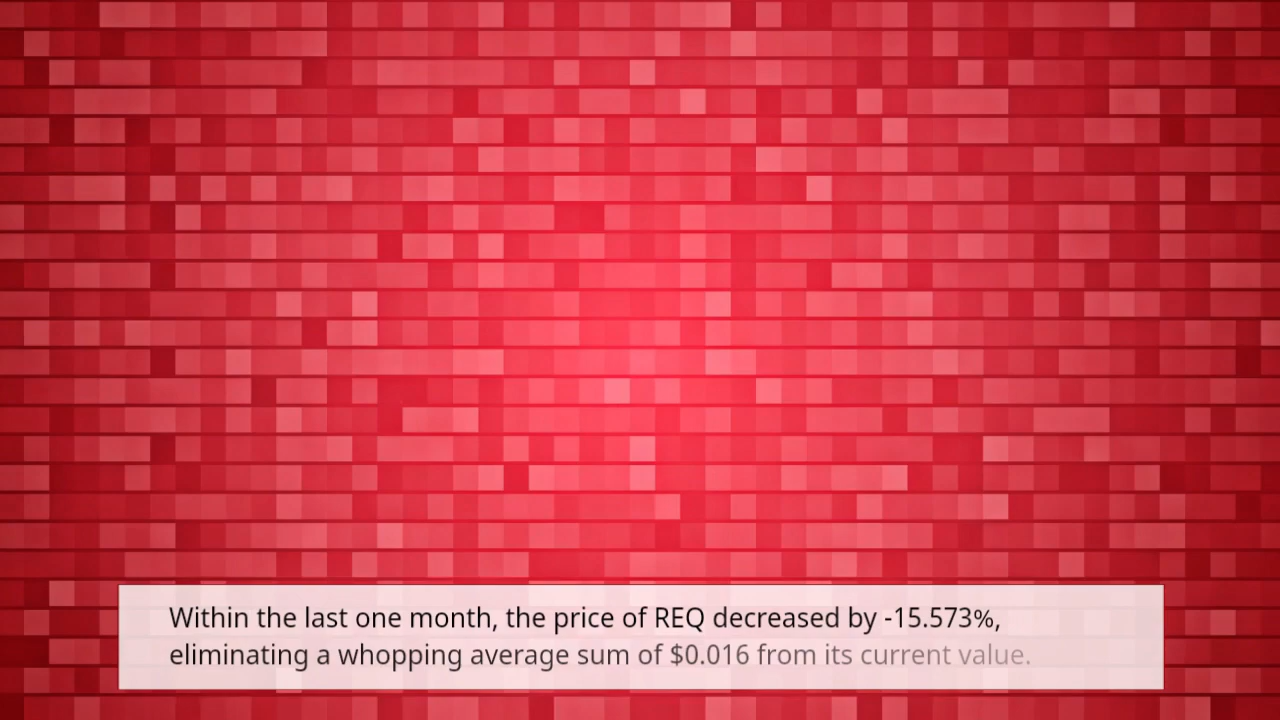 Within the last one month, the price of REQ decreased by -15.573%,
eliminating a whopping average sum of $0.016 from its current value.